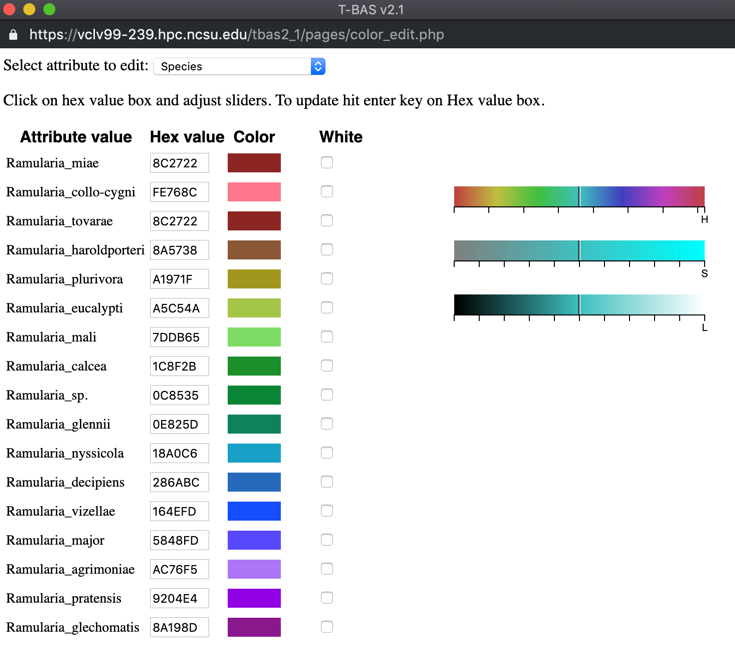 T-BAS v2.1
https://vclv99-239.hpc.ncsu.edu/tbas2_1/pages/color_edit.php
Select attribute to edit: Species
Click on hex value box and adjust sliders. To update hit enter key on Hex value box.
Attribute value Hex value Color White
Ramularia_miae 8C2722
Ramularia_collo-cygni FE768C
Ramularia_tovarae 8C2722
Ramularia_haroldporteri 8A5738
Ramularia_plurivora A1971F
Ramularia_eucalypti A5C54A
Ramularia_mali 7DDB65
Ramularia_calcea 1C8F2B
Ramularia_sp. 0C8535
Ramularia_glennii 0E825D
Ramularia_nyssicola 18A0C6
Ramularia_decipiens 286ABC
Ramularia_vizellae 164EFD
Ramularia_major 5848FD
Ramularia_agrimoniae AC76F5
Ramularia_pratensis 9204E4
Ramularia_glechomatis 8A198D
H
S
L